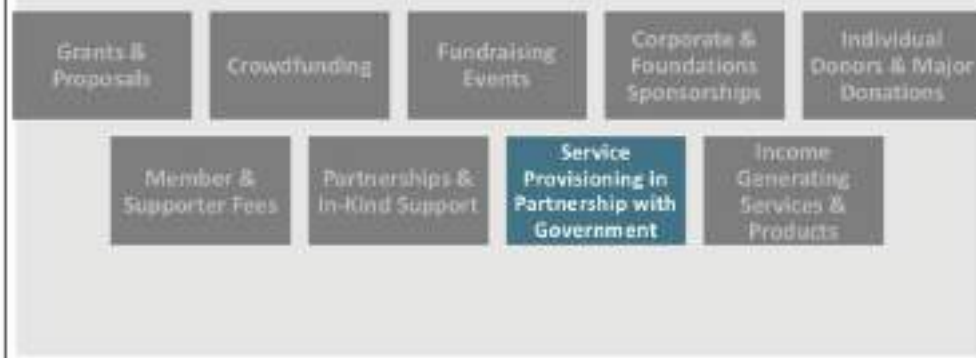 Grants &
Proposals
Crowdfunding
Fundraising
Events
Corporate &
Foundations
Sponsorships
Individual
Donors & Major
Donations
Member &
Supporter Fees
Partnerships &
In-Kind Support
Service
Provisioning in
Partnership with
Government
Income
Generating
Services &
Products